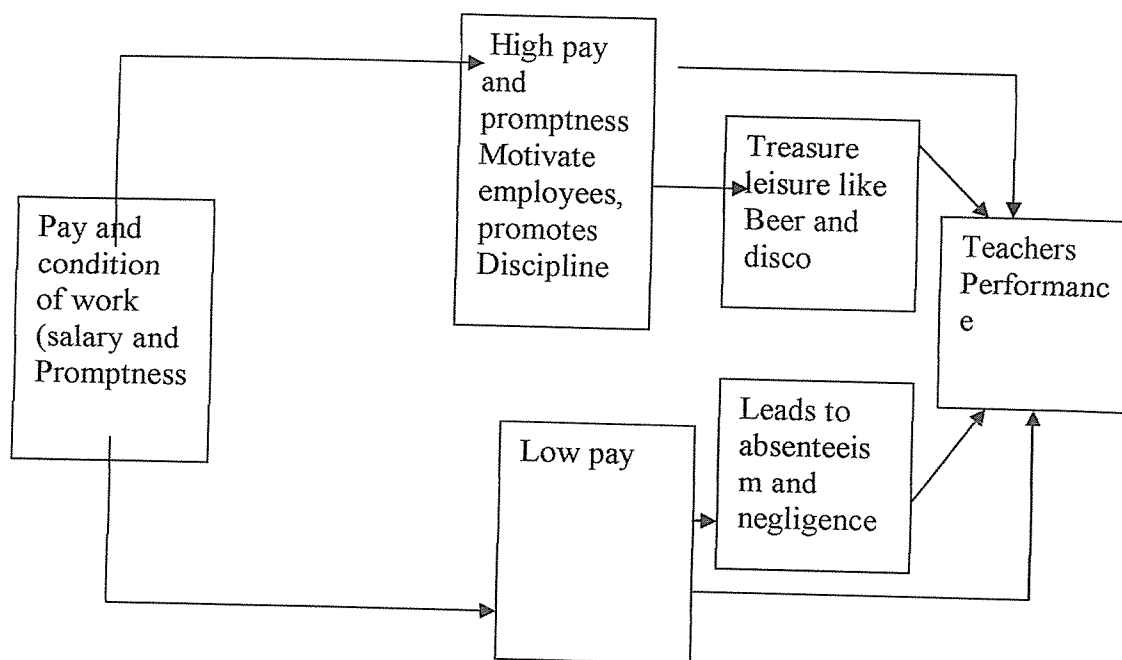 High pay
and
promptness
Motivate
employees,
promotes
Discipline
Treasure
leisure like
Beer and
disco
Pay and
condition
of work
(salary and
Promptness
Teachers
Performanc
e
Low pay
Leads to
absenteeis
m and
negligence